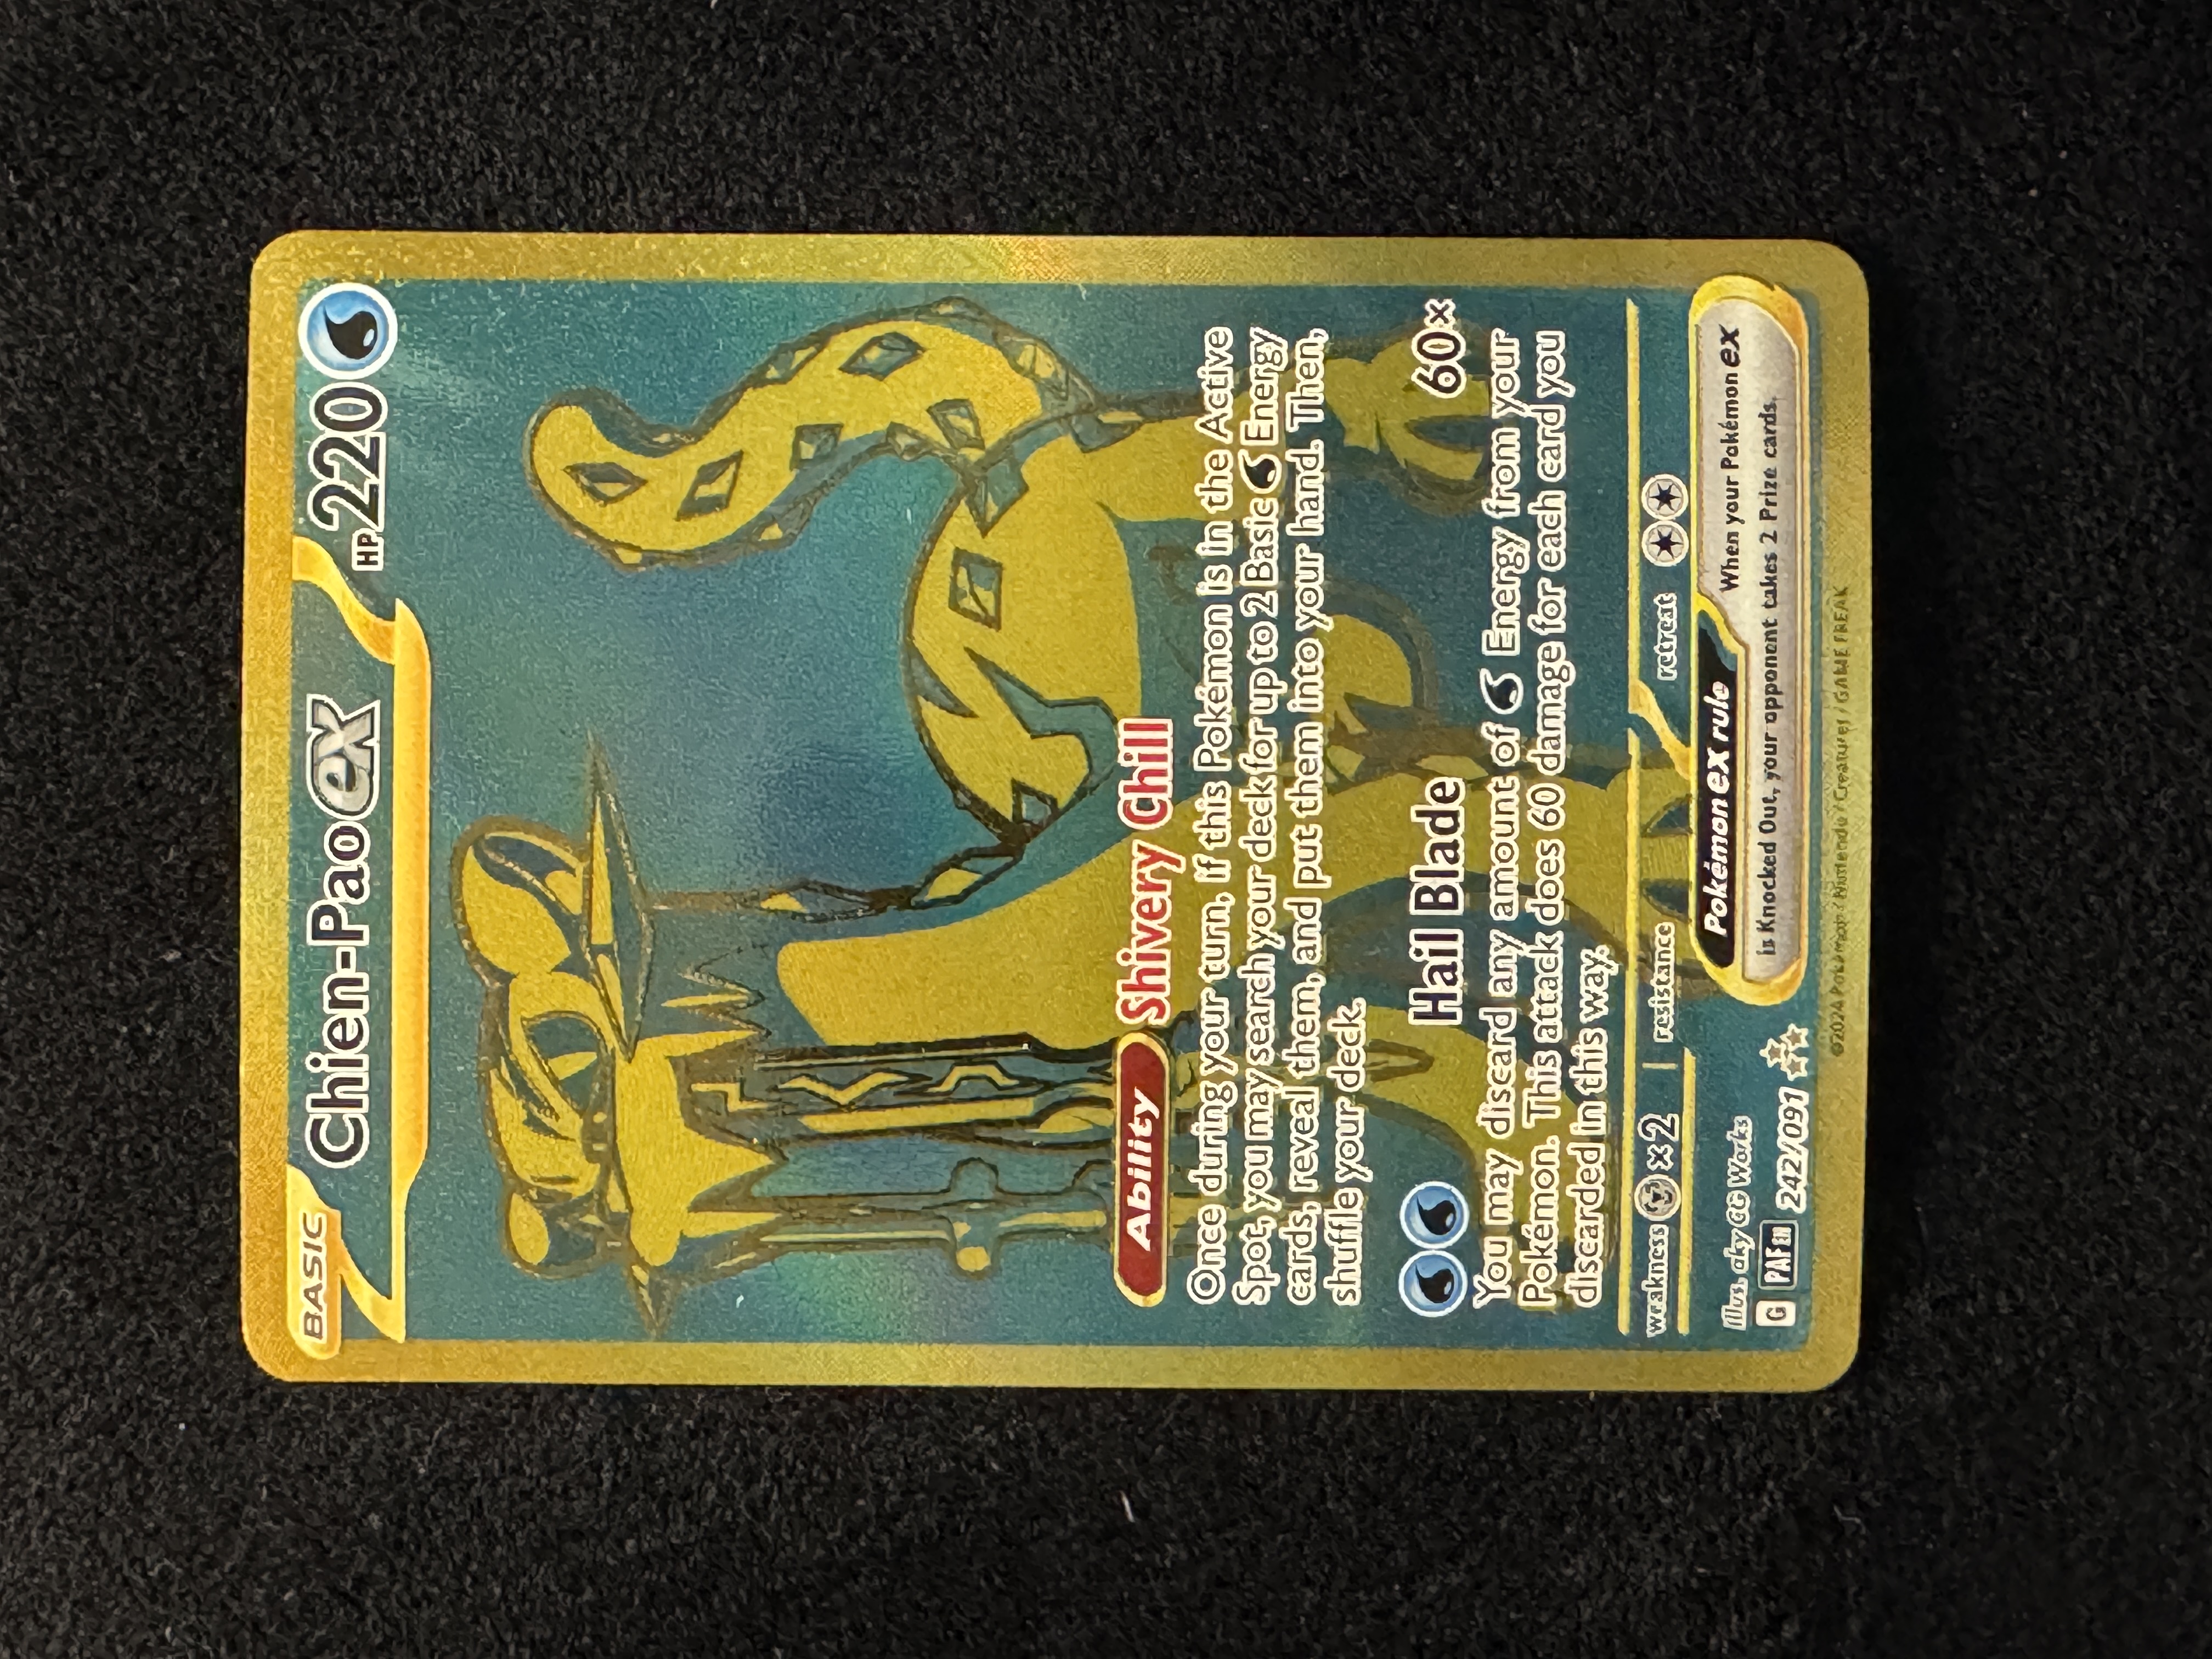 BASIC
Chien-Pao ex
HP 220
Ability Shivery Chill
Once during your turn, if this Pokémon is in the Active
Spot, you may search your deck for up to 2 Basic Energy
cards, reveal them, and put them into your hand. Then,
shuffle your deck.
Hail Blade 60×
You may discard any amount of Energy from your
Pokémon. This attack does 60 damage for each card you
discarded in this way.
weakness ×2 resistance retreat
Illus. aky CG Works
G PAF EN 242/091
Pokémon ex rule When your Pokémon ex
is Knocked Out, your opponent takes 2 Prize cards.
©2024 Pokémon / Nintendo / Creatures / GAME FREAK